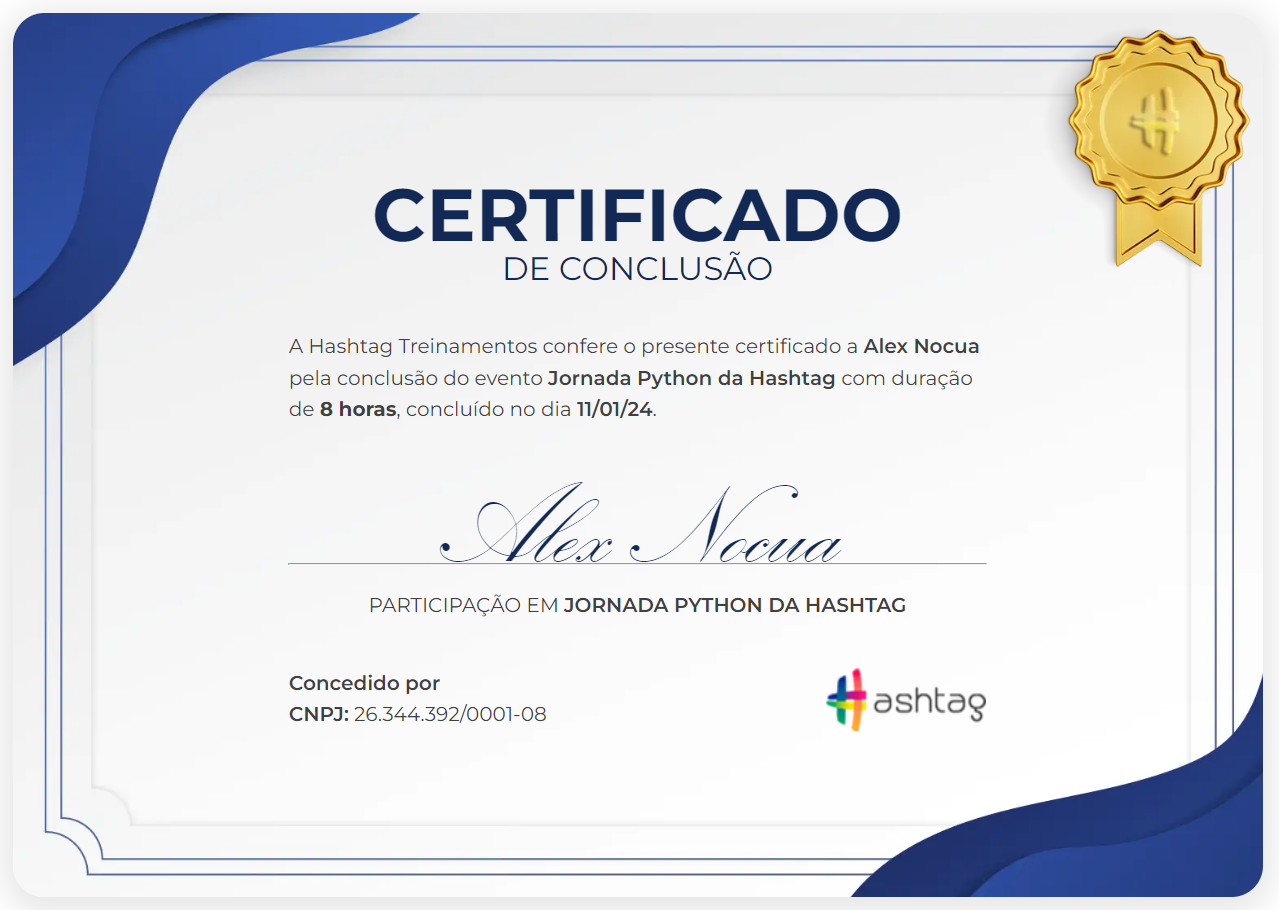 CERTIFICADO
DE CONCLUSÃO
A Hashtag Treinamentos confere o presente certificado a Alex Nocua
pela conclusão do evento Jornada Python da Hashtag com duração
de 8 horas, concluído no dia 11/01/24.
Alex Nocua
PARTICIPAÇÃO EM JORNADA PYTHON DA HASHTAG
Concedido por
CNPJ: 26.344.392/0001-08
ashtag